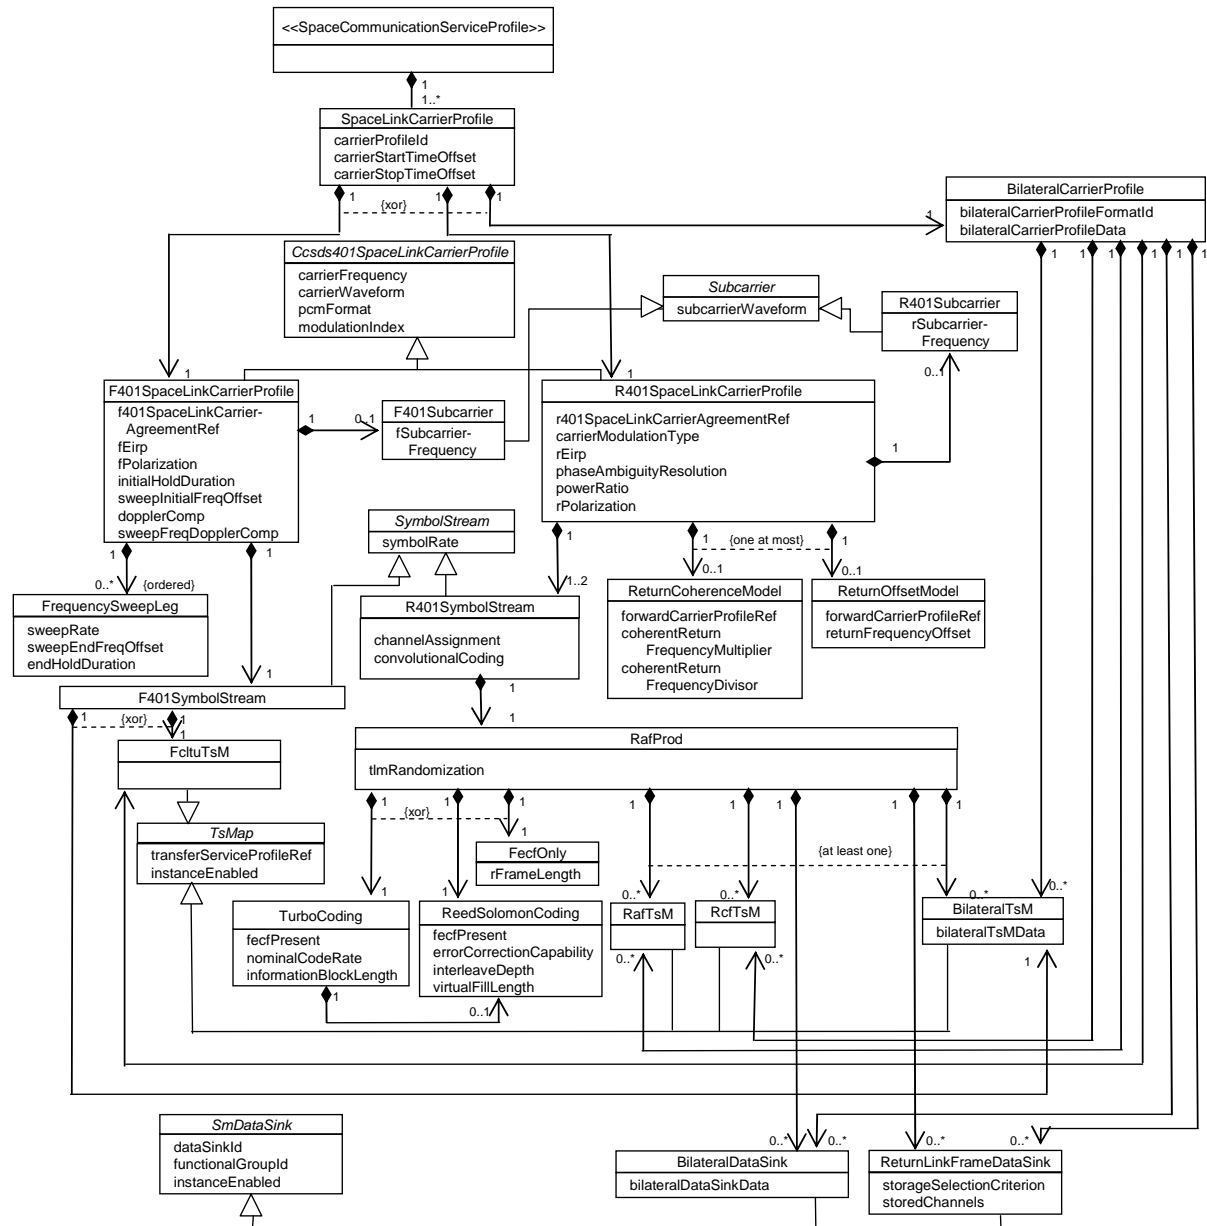 <<SpaceCommunicationServiceProfile>>
1
1..*
SpaceLinkCarrierProfile
carrierProfileId
carrierStartTimeOffset
carrierStopTimeOffset
1
1
1
{xor}
BilateralCarrierProfile
bilateralCarrierProfileFormatId
bilateralCarrierProfileData
1
1
1
1
1
1
1
Ccsds401SpaceLinkCarrierProfile
carrierFrequency
carrierWaveform
pcmFormat
modulationIndex
Subcarrier
subcarrierWaveform
R401Subcarrier
rSubcarrier-
Frequency
0..1
1
1
F401SpaceLinkCarrierProfile
f401SpaceLinkCarrier-
AgreementRef
fEirp
fPolarization
initialHoldDuration
sweepInitialFreqOffset
dopplerComp
sweepFreqDopplerComp
1
0..1
F401Subcarrier
fSubcarrier-
Frequency
R401SpaceLinkCarrierProfile
r401SpaceLinkCarrierAgreementRef
carrierModulationType
rEirp
phaseAmbiguityResolution
powerRatio
rPolarization
1
SymbolStream
symbolRate
1
1
1
1
1
{one at most}
0..*
{ordered}
1..2
0..1
0..1
FrequencySweepLeg
sweepRate
sweepEndFreqOffset
endHoldDuration
R401SymbolStream
channelAssignment
convolutionalCoding
ReturnCoherenceModel
forwardCarrierProfileRef
coherentReturn
FrequencyMultiplier
coherentReturn
FrequencyDivisor
ReturnOffsetModel
forwardCarrierProfileRef
returnFrequencyOffset
1
F401SymbolStream
1
1
{xor}
1
1
1
FcltuTsM
RafProd
tlmRandomization
1
1
1
{xor}
1
1
1
1
1
TsMap
transferServiceProfileRef
instanceEnabled
1
FecfOnly
rFrameLength
{at least one}
1
1
0..*
0..*
0..*
0..*
TurboCoding
fecfPresent
nominalCodeRate
informationBlockLength
ReedSolomonCoding
fecfPresent
errorCorrectionCapability
interleaveDepth
virtualFillLength
RafTsM
RcfTsM
BilateralTsM
bilateralTsMData
0..*
0..*
1
1
0..1
SmDataSink
dataSinkId
functionalGroupId
instanceEnabled
0..*
0..*
0..*
0..*
BilateralDataSink
bilateralDataSinkData
ReturnLinkFrameDataSink
storageSelectionCriterion
storedChannels